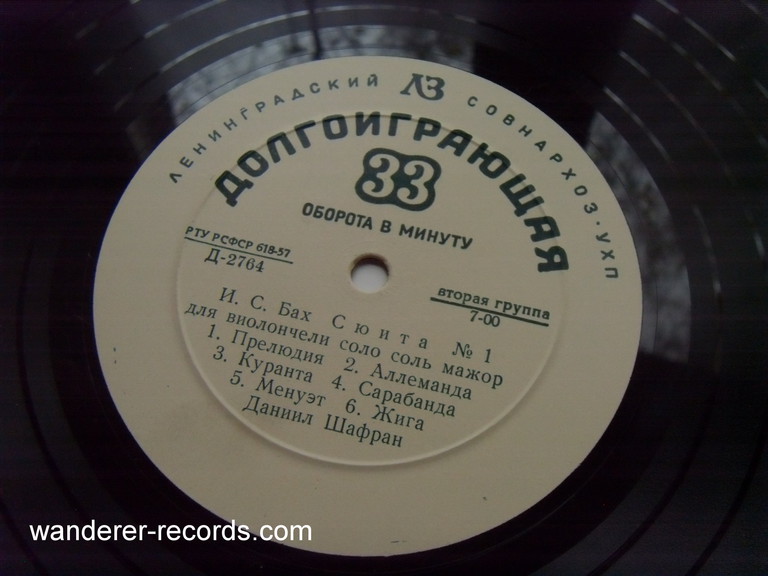 ЛЕНИНГРАДСКИЙ ЛЗ СОВНАРХОЗ·УХП
ДОЛГОИГРАЮЩАЯ
33
ОБОРОТА В МИНУТУ
РТУ РСФСР 618-57
Д-2764
вторая группа
7-00
И. С. Бах Сюита № 1
для виолончели соло соль мажор
1. Прелюдия 2. Аллеманда
3. Куранта 4. Сарабанда
5. Менуэт 6. Жига
Даниил Шафран
wanderer-records.com